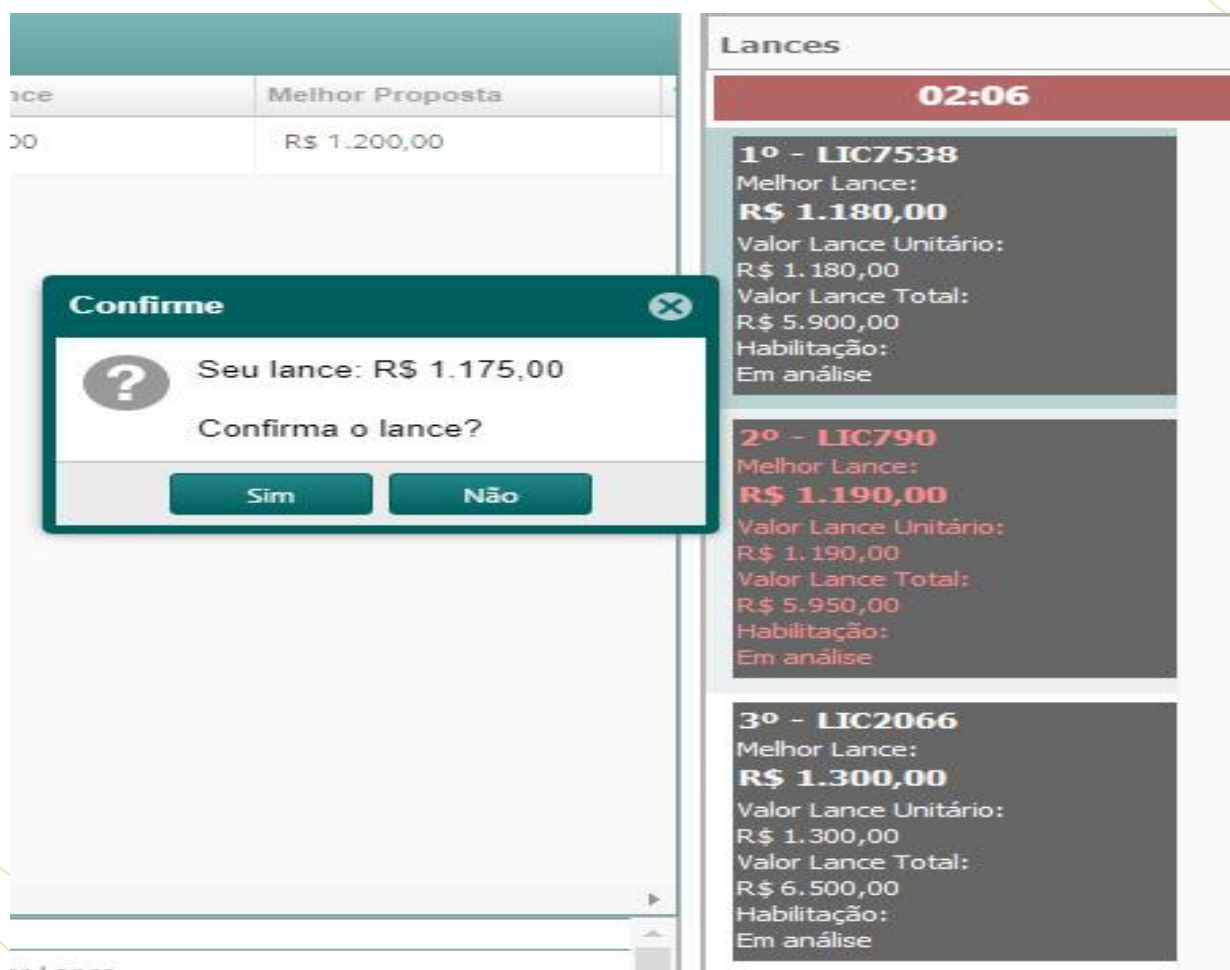 Melhor Proposta
R$ 1.200,00
Confirme
Seu lance: R$ 1.175,00
Confirma o lance?
Sim
Não
Lances
02:06
1º - LIC7538
Melhor Lance:
R$ 1.180,00
Valor Lance Unitário:
R$ 1.180,00
Valor Lance Total:
R$ 5.900,00
Habilitação:
Em análise
2º - LIC790
Melhor Lance:
R$ 1.190,00
Valor Lance Unitário:
R$ 1.190,00
Valor Lance Total:
R$ 5.950,00
Habilitação:
Em análise
3º - LIC2066
Melhor Lance:
R$ 1.300,00
Valor Lance Unitário:
R$ 1.300,00
Valor Lance Total:
R$ 6.500,00
Habilitação:
Em análise